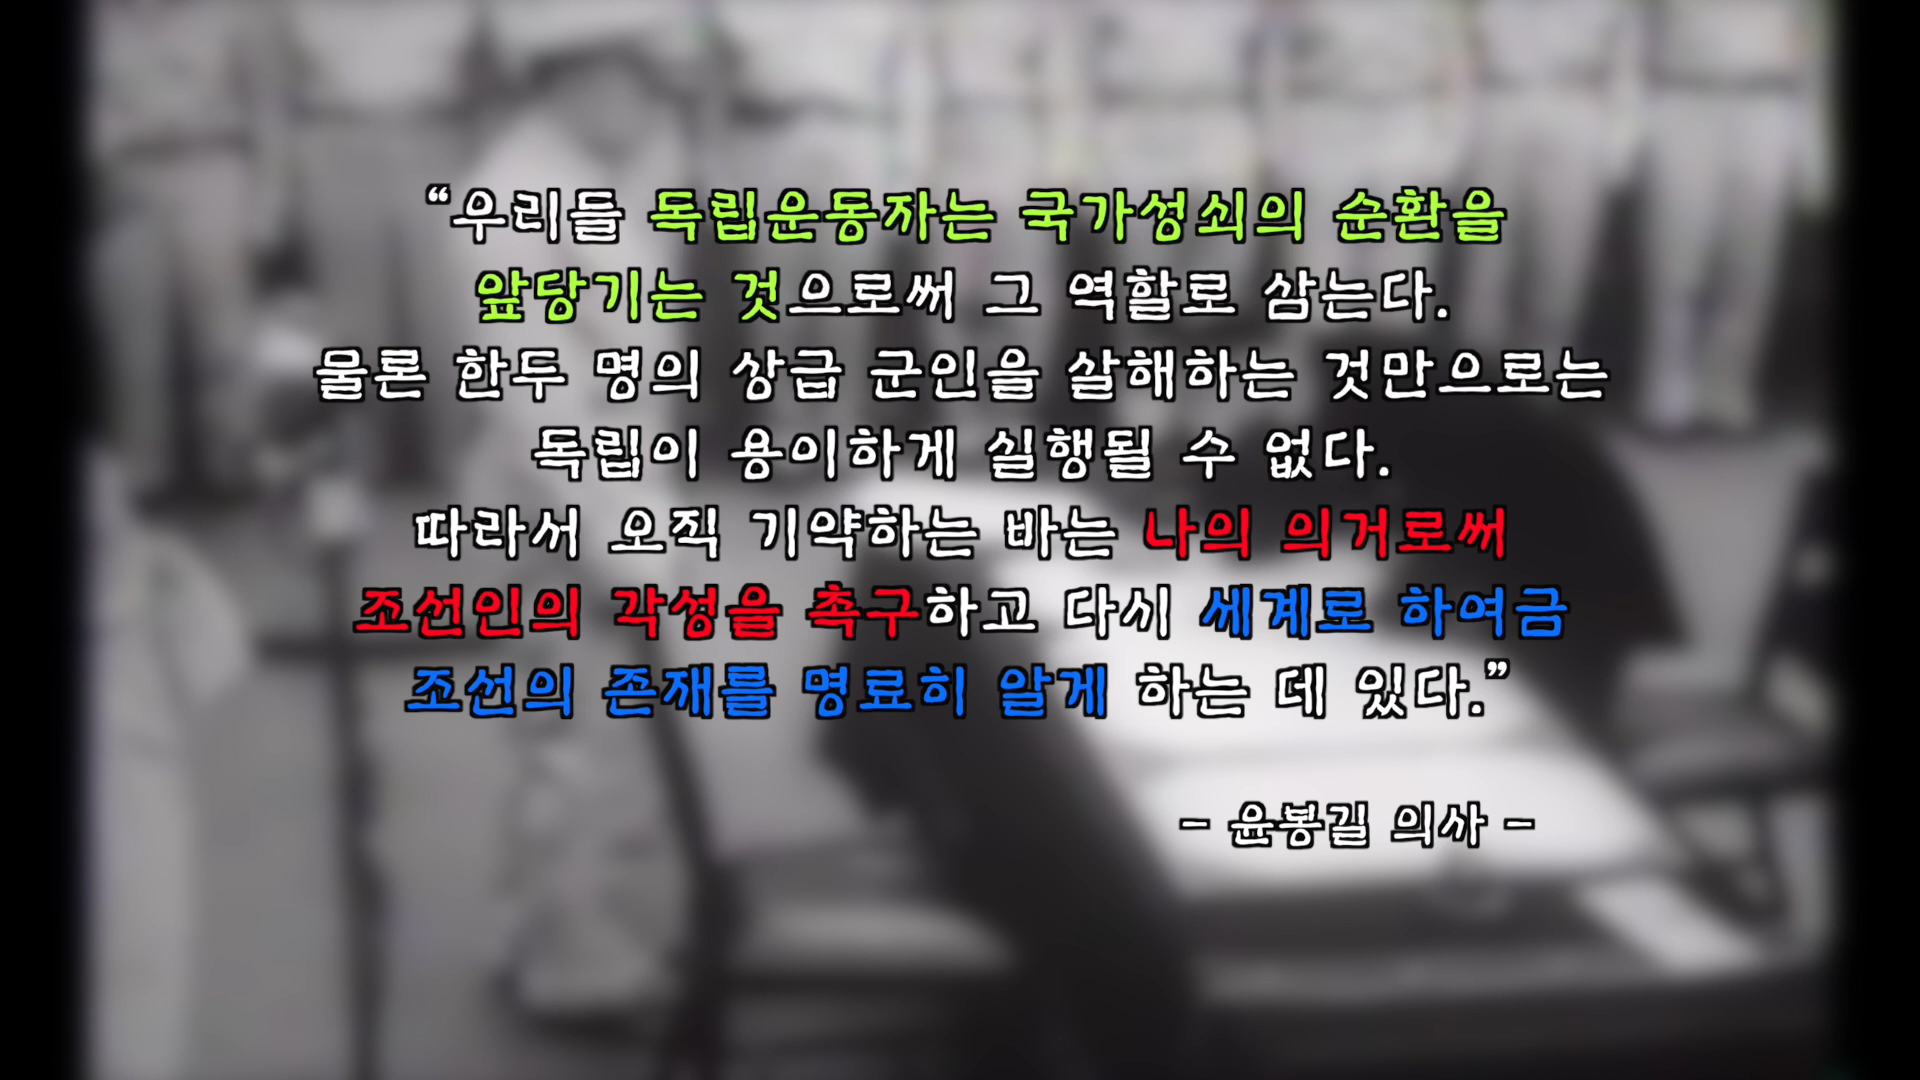 “우리들 독립운동자는 국가성쇠의 순환을
앞당기는 것으로써 그 역할로 삼는다.
물론 한두 명의 상급 군인을 살해하는 것만으로는
독립이 용이하게 실행될 수 없다.
따라서 오직 기약하는 바는 나의 의거로써
조선인의 각성을 촉구하고 다시 세계로 하여금
조선의 존재를 명료히 알게 하는 데 있다.”
- 윤봉길 의사 -